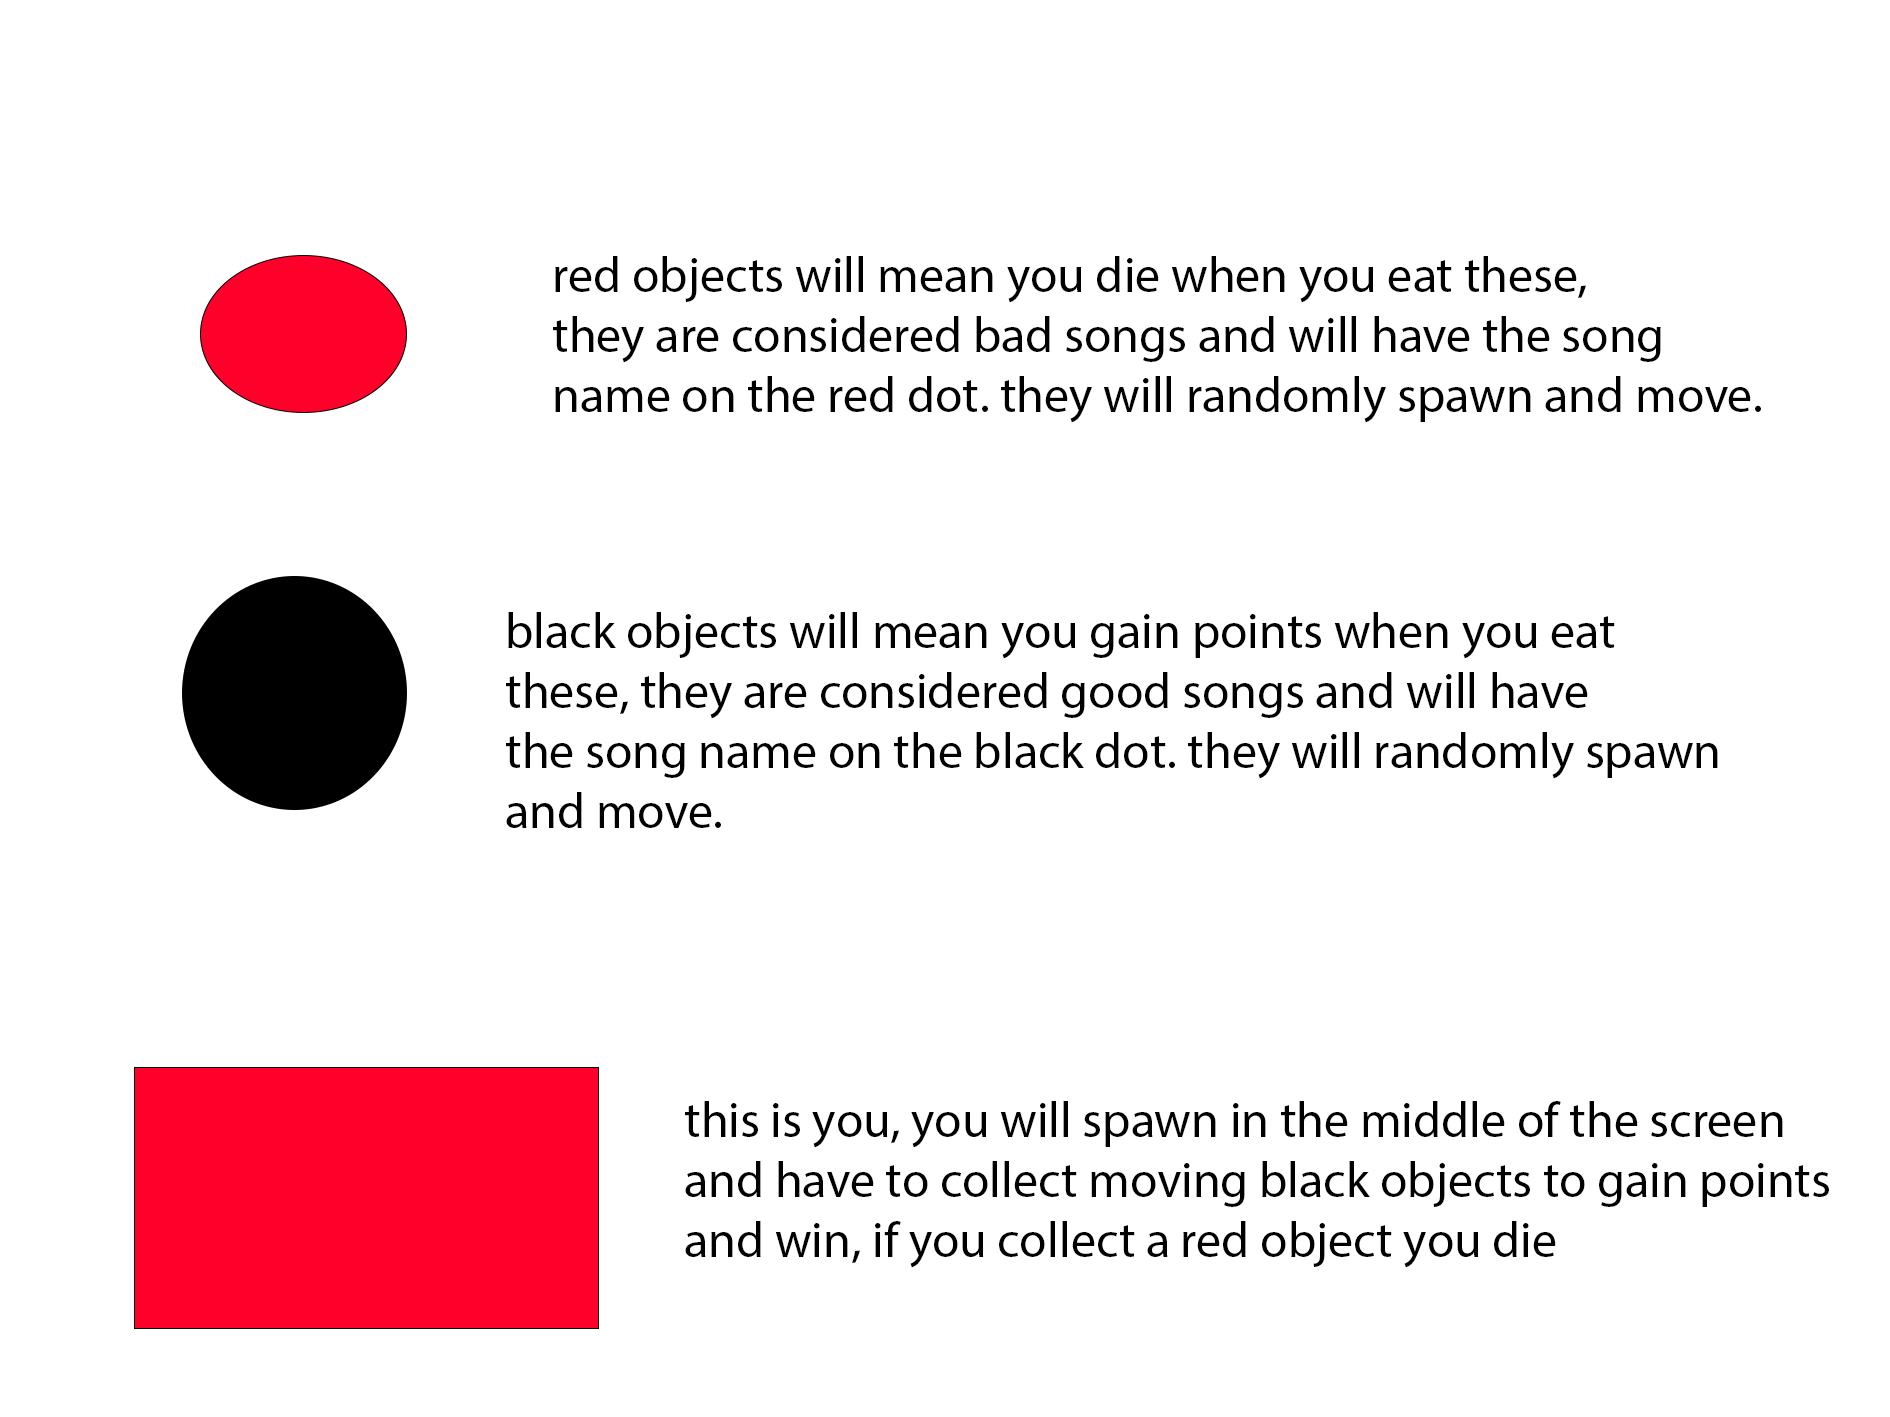 red objects will mean you die when you eat these,
they are considered bad songs and will have the song
name on the red dot. they will randomly spawn and move.
black objects will mean you gain points when you eat
these, they are considered good songs and will have
the song name on the black dot. they will randomly spawn
and move.
this is you, you will spawn in the middle of the screen
and have to collect moving black objects to gain points
and win, if you collect a red object you die